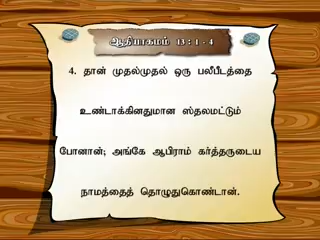 ஆதியாகமம் 13 : 1 - 4
4. தான் முதல்முதல் ஒரு பலிபீடத்தை
உண்டாக்கினதுமான ஸ்தலமட்டும்
போனான்; அங்கே ஆபிராம் கர்த்தருடைய
நாமத்தைத் தொழுதுகொண்டான்.